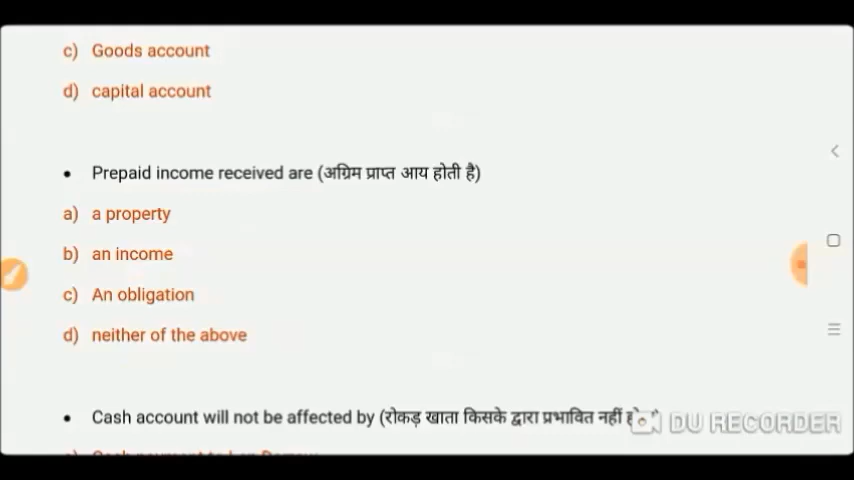 c) Goods account
d) capital account
• Prepaid income received are (अग्रिम प्राप्त आय होती है)
a) a property
b) an income
c) An obligation
d) neither of the above
• Cash account will not be affected by (रोकड़ खाता किसके द्वारा प्रभावित नहीं
DU RECORDER